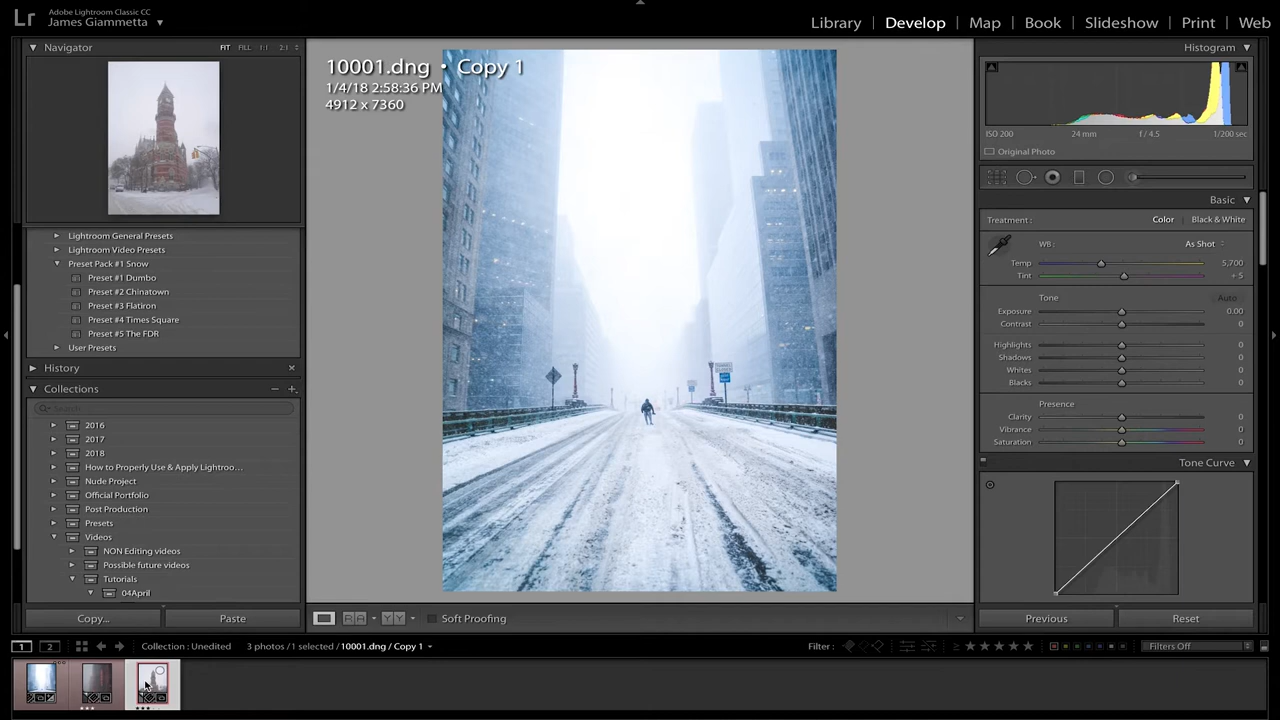 Lr
Adobe Lightroom Classic CC
James Giammetta
Library | Develop | Map | Book | Slideshow | Print | Web
Navigator
FIT FILL 1:1 2:1
Lightroom General Presets
Lightroom Video Presets
Preset Pack #1 Snow
Preset #1 Dumbo
Preset #2 Chinatown
Preset #3 Flatiron
Preset #4 Times Square
Preset #5 The FDR
User Presets
History
Collections
Search
2016
2017
2018
How to Properly Use & Apply Lightroo...
Nude Project
Official Portfolio
Post Production
Presets
Videos
NON Editing videos
Possible future videos
Tutorials
04April
Copy...
Paste
10001.dng • Copy 1
1/4/18 2:58:36 PM
4912 x 7360
Soft Proofing
Histogram
ISO 200
24 mm
f / 4.5
1/200 sec
Original Photo
Basic
Treatment :
Color
Black & White
WB :
As Shot
Temp
5,700
Tint
+ 5
Tone
Auto
Exposure
0.00
Contrast
0
Highlights
0
Shadows
0
Whites
0
Blacks
0
Presence
Clarity
0
Vibrance
0
Saturation
0
Tone Curve
Previous
Reset
1
2
Collection : Unedited
3 photos / 1 selected / 10001.dng / Copy 1
Filter :
Filters Off